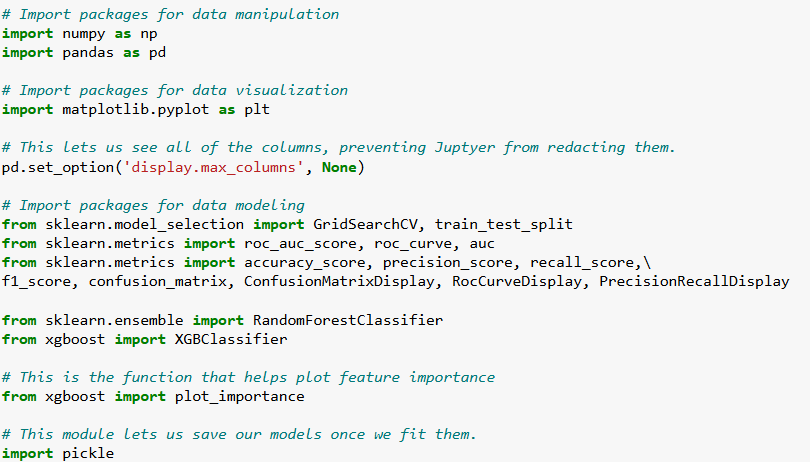 # Import packages for data manipulation
import numpy as np
import pandas as pd
# Import packages for data visualization
import matplotlib.pyplot as plt
# This lets us see all of the columns, preventing Juptyer from redacting them.
pd.set_option('display.max_columns', None)
# Import packages for data modeling
from sklearn.model_selection import GridSearchCV, train_test_split
from sklearn.metrics import roc_auc_score, roc_curve, auc
from sklearn.metrics import accuracy_score, precision_score, recall_score,\
f1_score, confusion_matrix, ConfusionMatrixDisplay, RocCurveDisplay, PrecisionRecallDisplay
from sklearn.ensemble import RandomForestClassifier
from xgboost import XGBClassifier
# This is the function that helps plot feature importance
from xgboost import plot_importance
# This module lets us save our models once we fit them.
import pickle